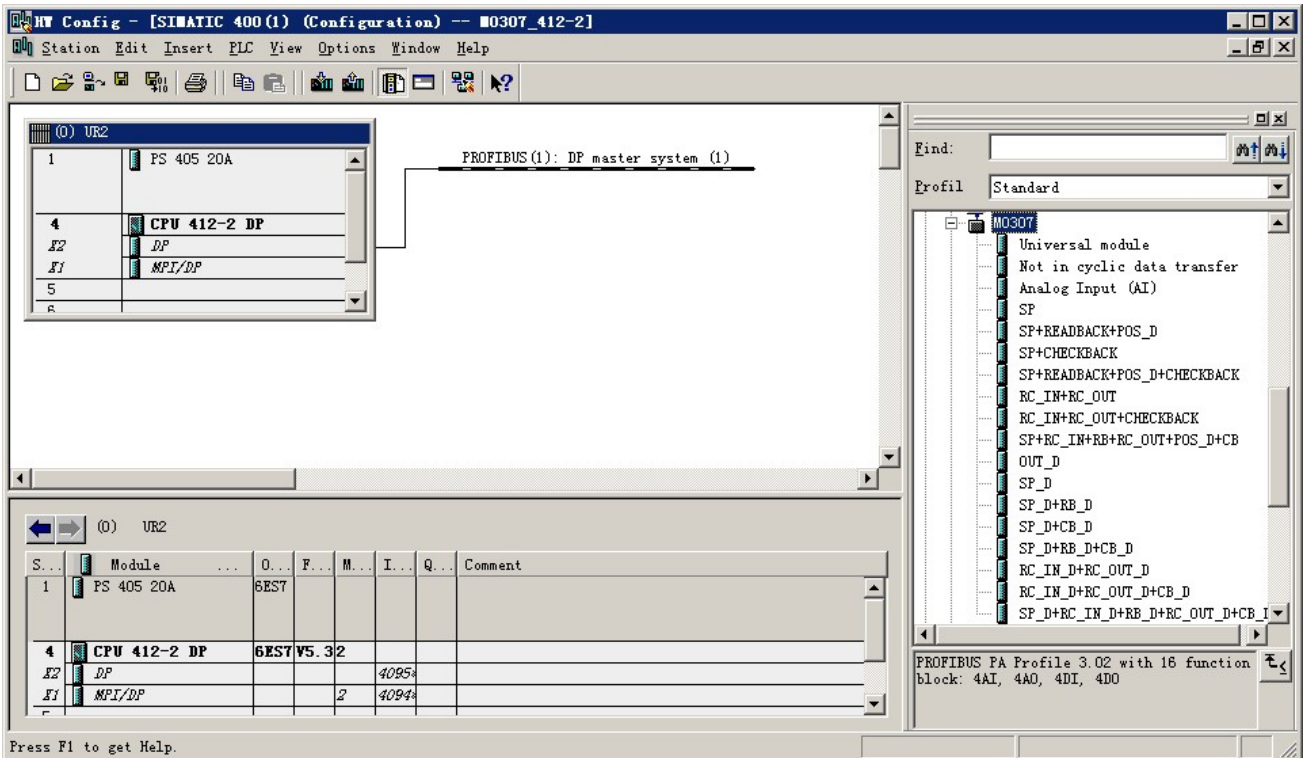 HW Config - [SIMATIC 400(1) (Configuration) -- M0307_412-2]
Station Edit Insert PLC View Options Window Help
(0) UR2
1 PS 405 20A
4 CPU 412-2 DP
X2 DP
X1 MPI/DP
5
6
PROFIBUS(1): DP master system (1)
Find:
Profil Standard
M0307
Universal module
Not in cyclic data transfer
Analog Input (AI)
SP
SP+READBACK+POS_D
SP+CHECKBACK
SP+READBACK+POS_D+CHECKBACK
RC_IN+RC_OUT
RC_IN+RC_OUT+CHECKBACK
SP+RC_IN+RB+RC_OUT+POS_D+CB
OUT_D
SP_D
SP_D+RB_D
SP_D+CB_D
SP_D+RB_D+CB_D
RC_IN_D+RC_OUT_D
RC_IN_D+RC_OUT_D+CB_D
SP_D+RC_IN_D+RB_D+RC_OUT_D+CB_D
PROFIBUS PA Profile 3.02 with 16 function
block: 4AI, 4AO, 4DI, 4DO
(0) UR2
S... Module ... O... F... M... I... Q... Comment
1 PS 405 20A 6ES7
4 CPU 412-2 DP 6ES7 V5.3 2
X2 DP 4095*
X1 MPI/DP 2 4094*
Press F1 to get Help.